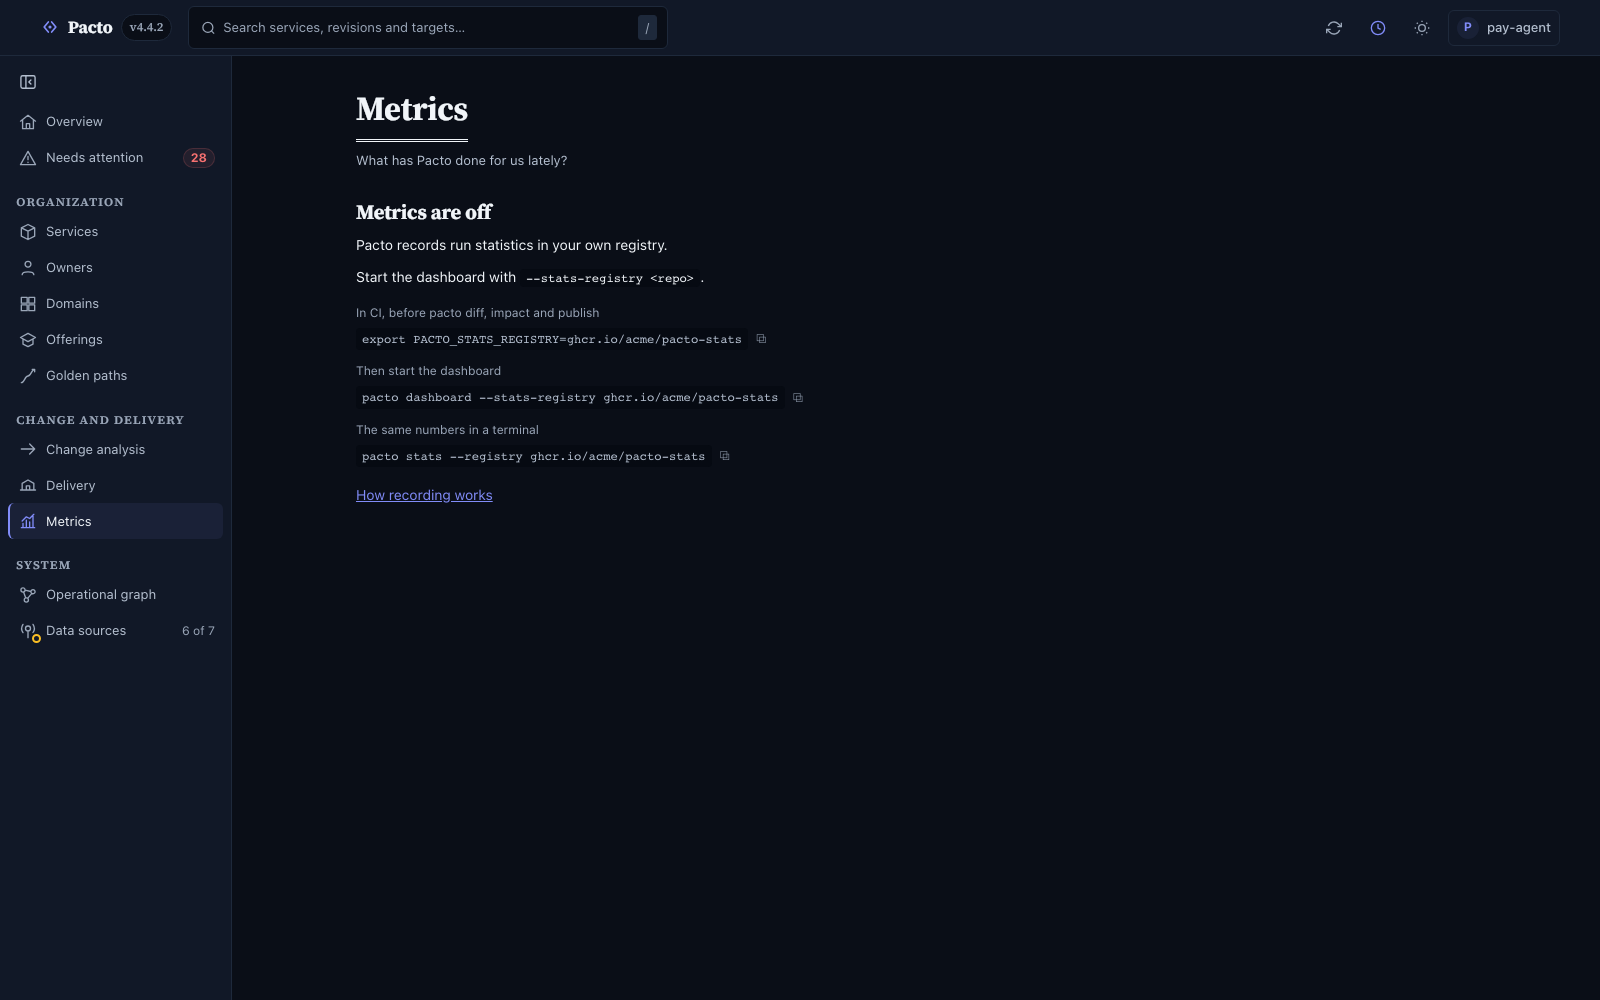 Pacto
v4.4.2
Search services, revisions and targets...
/
P
pay-agent
Overview
Needs attention
28
ORGANIZATION
Services
Owners
Domains
Offerings
Golden paths
CHANGE AND DELIVERY
Change analysis
Delivery
Metrics
SYSTEM
Operational graph
Data sources
6 of 7
Metrics
What has Pacto done for us lately?
Metrics are off
Pacto records run statistics in your own registry.
Start the dashboard with --stats-registry <repo> .
In CI, before pacto diff, impact and publish
export PACTO_STATS_REGISTRY=ghcr.io/acme/pacto-stats
Then start the dashboard
pacto dashboard --stats-registry ghcr.io/acme/pacto-stats
The same numbers in a terminal
pacto stats --registry ghcr.io/acme/pacto-stats
How recording works